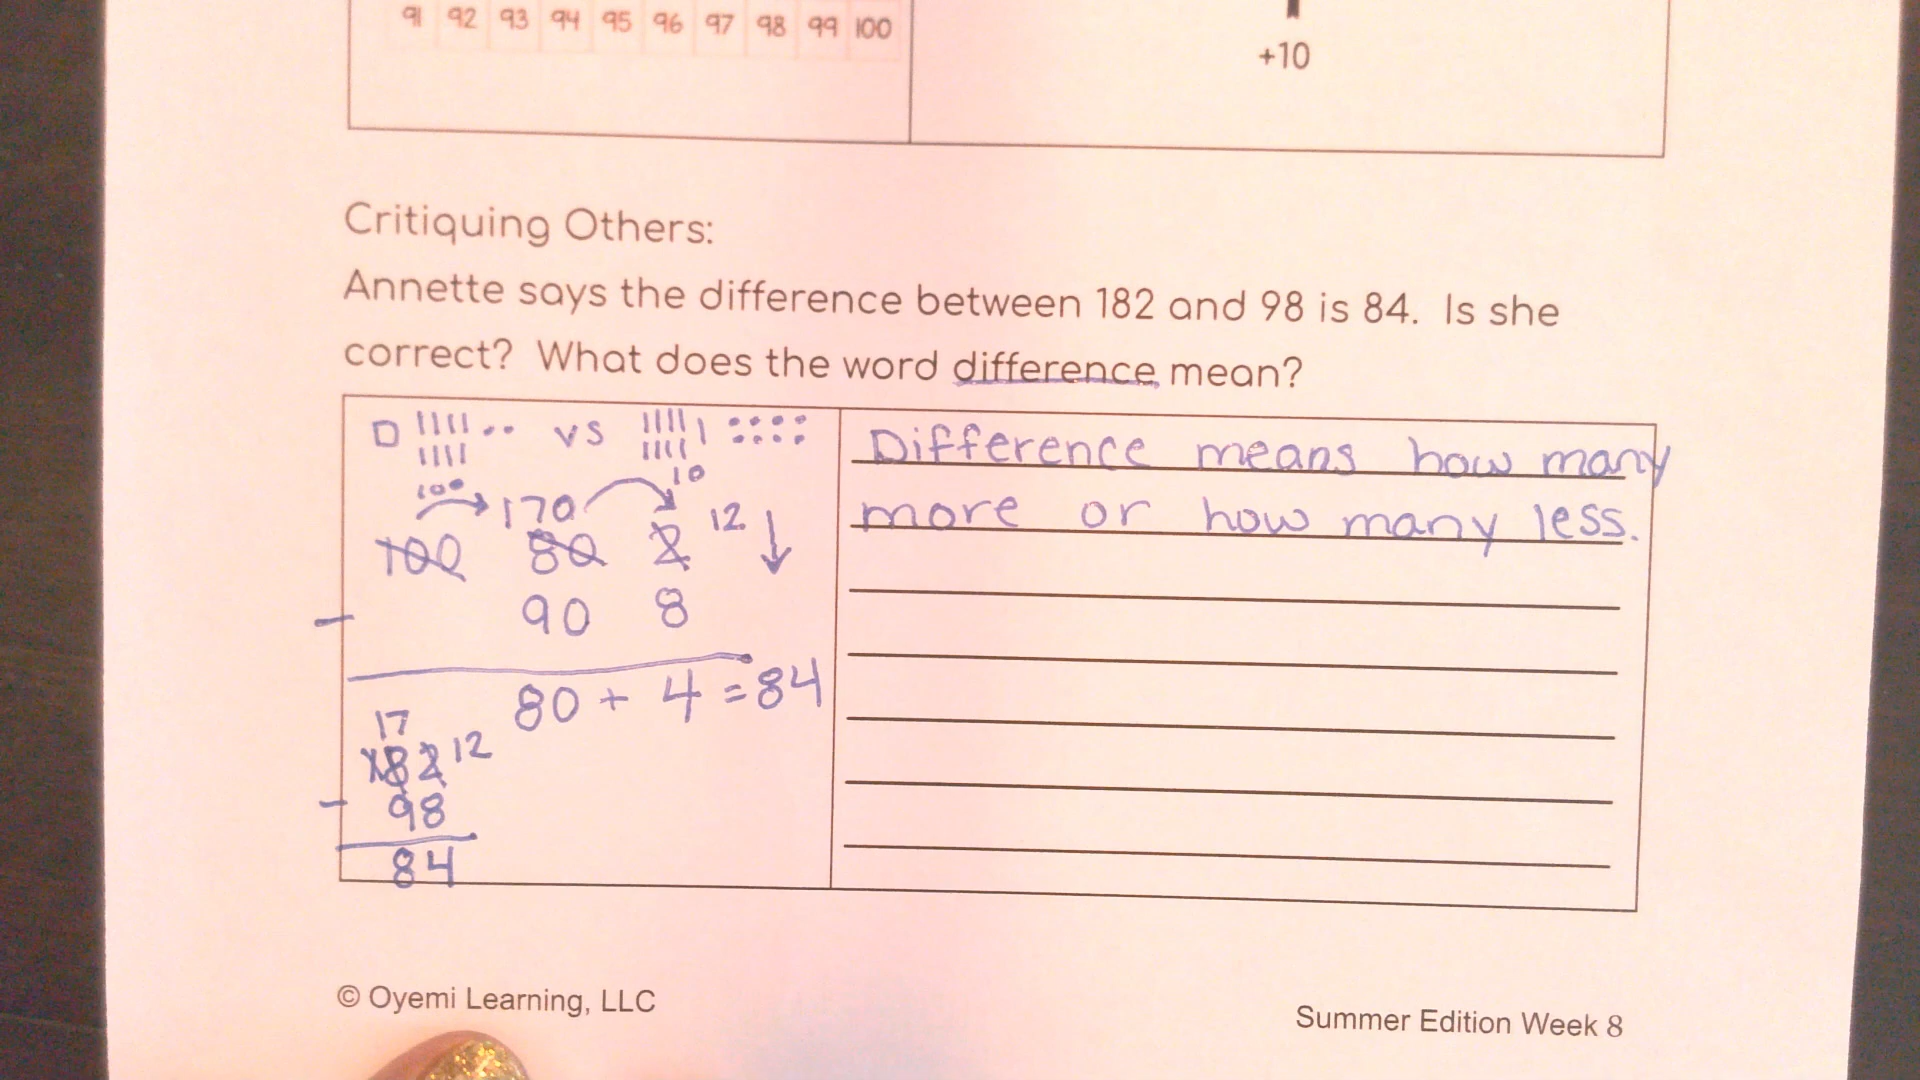 91 92 93 94 95 96 97 98 99 100
+10
Critiquing Others:
Annette says the difference between 182 and 98 is 84. Is she
correct? What does the word difference mean?
vs
100 10
170 12
100 80 2
- 90 8
80 + 4 = 84
17
182 12
- 98
84
Difference means how many
more or how many less.
© Oyemi Learning, LLC
Summer Edition Week 8